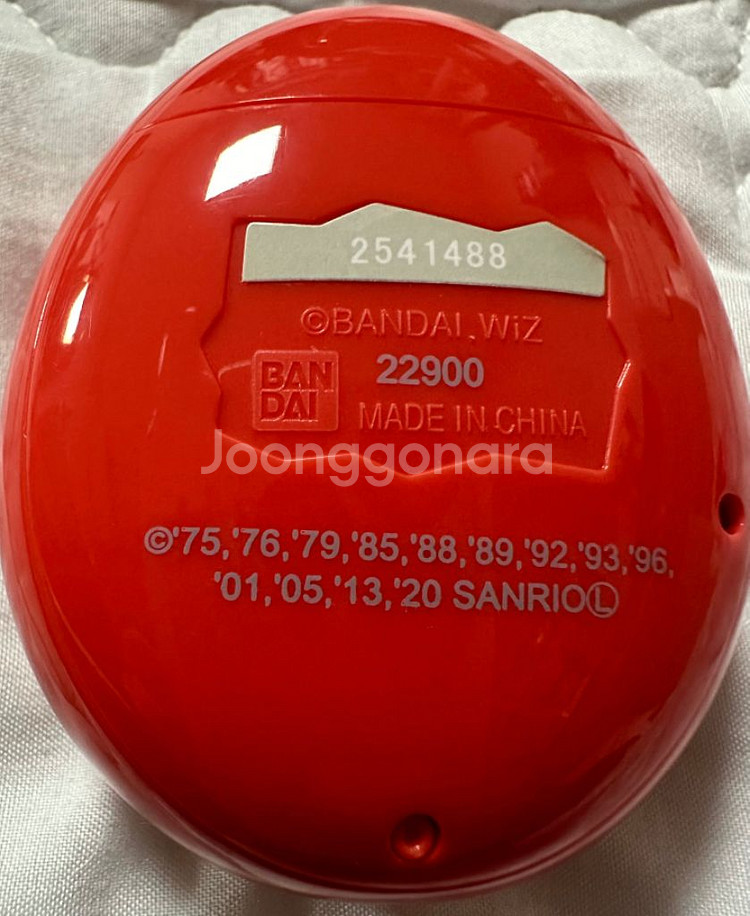 2541488
©BANDAI, WiZ
BAN
DAI
22900
MADE IN CHINA
Joonggonara
©'75,'76,'79,'85,'88,'89,'92,'93,'96,
'01,'05,'13,'20 SANRIOⓁ